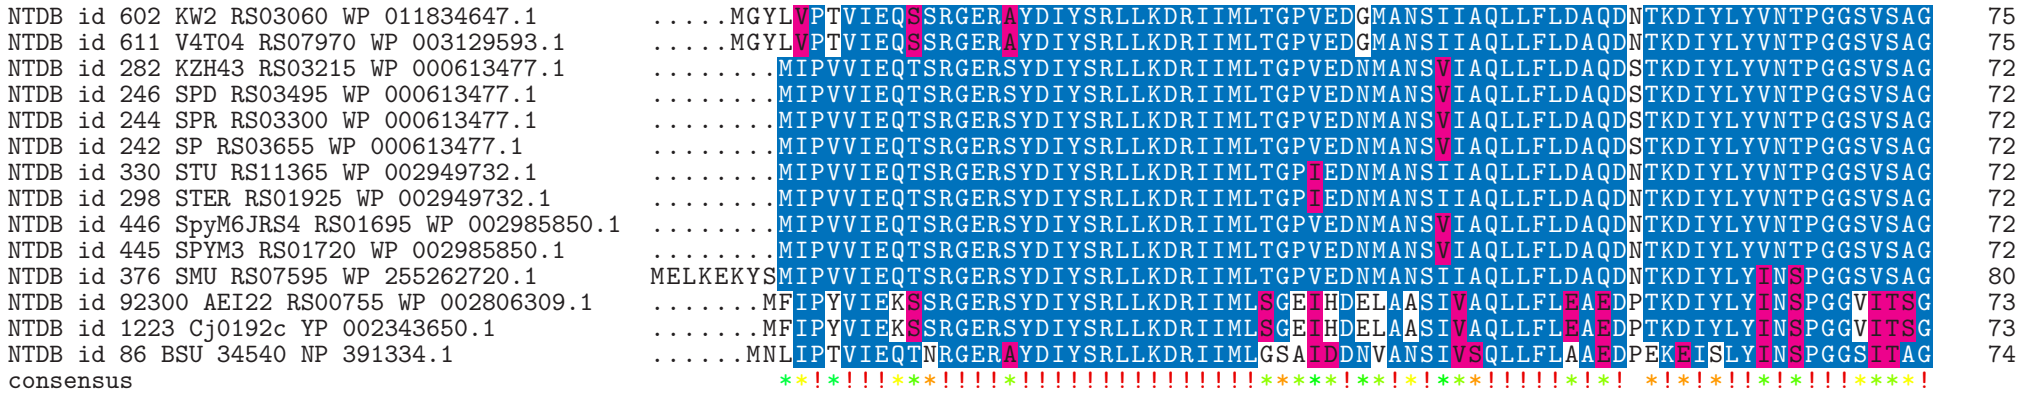 NTDB id 602 KW2 RS03060 WP 011834647.1 .....MGYLVPTVIEQSSRGERAYDIYSRLLKDRIIMLTGPVEDGMANSIIAQLLFLDAQDNTKDIYLYVNTPGGSVSAG 75
NTDB id 611 V4T04 RS07970 WP 003129593.1 .....MGYLVPTVIEQSSRGERAYDIYSRLLKDRIIMLTGPVEDGMANSIIAQLLFLDAQDNTKDIYLYVNTPGGSVSAG 75
NTDB id 282 KZH43 RS03215 WP 000613477.1 ........MIPVVIEQTSRGERSYDIYSRLLKDRIIMLTGPVEDNMANSVIAQLLFLDAQDSTKDIYLYVNTPGGSVSAG 72
NTDB id 246 SPD RS03495 WP 000613477.1 ........MIPVVIEQTSRGERSYDIYSRLLKDRIIMLTGPVEDNMANSVIAQLLFLDAQDSTKDIYLYVNTPGGSVSAG 72
NTDB id 244 SPR RS03300 WP 000613477.1 ........MIPVVIEQTSRGERSYDIYSRLLKDRIIMLTGPVEDNMANSVIAQLLFLDAQDSTKDIYLYVNTPGGSVSAG 72
NTDB id 242 SP RS03655 WP 000613477.1 ........MIPVVIEQTSRGERSYDIYSRLLKDRIIMLTGPVEDNMANSVIAQLLFLDAQDSTKDIYLYVNTPGGSVSAG 72
NTDB id 330 STU RS11365 WP 002949732.1 ........MIPVVIEQTSRGERSYDIYSRLLKDRIIMLTGPIEDNMANSIIAQLLFLDAQDSTKDIYLYVNTPGGSVSAG 72
NTDB id 298 STER RS01925 WP 002949732.1 ........MIPVVIEQTSRGERSYDIYSRLLKDRIIMLTGPIEDNMANSIIAQLLFLDAQDSTKDIYLYVNTPGGSVSAG 72
NTDB id 446 SpyM6JRS4 RS01695 WP 002985850.1 ........MIPVVIEQTSRGERSYDIYSRLLKDRIIMLTGPVEDNMANSVIAQLLFLDAQDNTKDIYLYVNTPGGSVSAG 72
NTDB id 445 SPYM3 RS01720 WP 002985850.1 ........MIPVVIEQTSRGERSYDIYSRLLKDRIIMLTGPVEDNMANSVIAQLLFLDAQDNTKDIYLYVNTPGGSVSAG 72
NTDB id 376 SMU RS07595 WP 255262720.1 MELKEKYSMIPVVIEQTSRGERSYDIYSRLLKDRIIMLTGPVEDNMANSIIAQLLFLDAQDNTKDIYLYINSPGGSVSAG 80
NTDB id 92300 AEI22 RS00755 WP 002806309.1 .......MFIPYVIEKSSRGERSYDIYSRLLKDRIIMLSGEIHDELAASIVAQLLFLEAEDPTKDIYLYINSPGGVITSG 73
NTDB id 1223 Cj0192c YP 002343650.1 .......MFIPYVIEKSSRGERSYDIYSRLLKDRIIMLSGEIHDELAASIVAQLLFLEAEDPTKDIYLYINSPGGVITSG 73
NTDB id 86 BSU 34540 NP 391334.1 ......MNLIPTVIEQTNRGERAYDIYSRLLKDRIIMLGSAIDDNVANSIVSQLLFLAAEDPEKEISLYINSPGGSITAG 74
consensus **!*!!!***!!!!*!!!!!!!!!!!!!!!*****!**!*!***!!!!!*!*! *!*!*!!*!*!!!****!